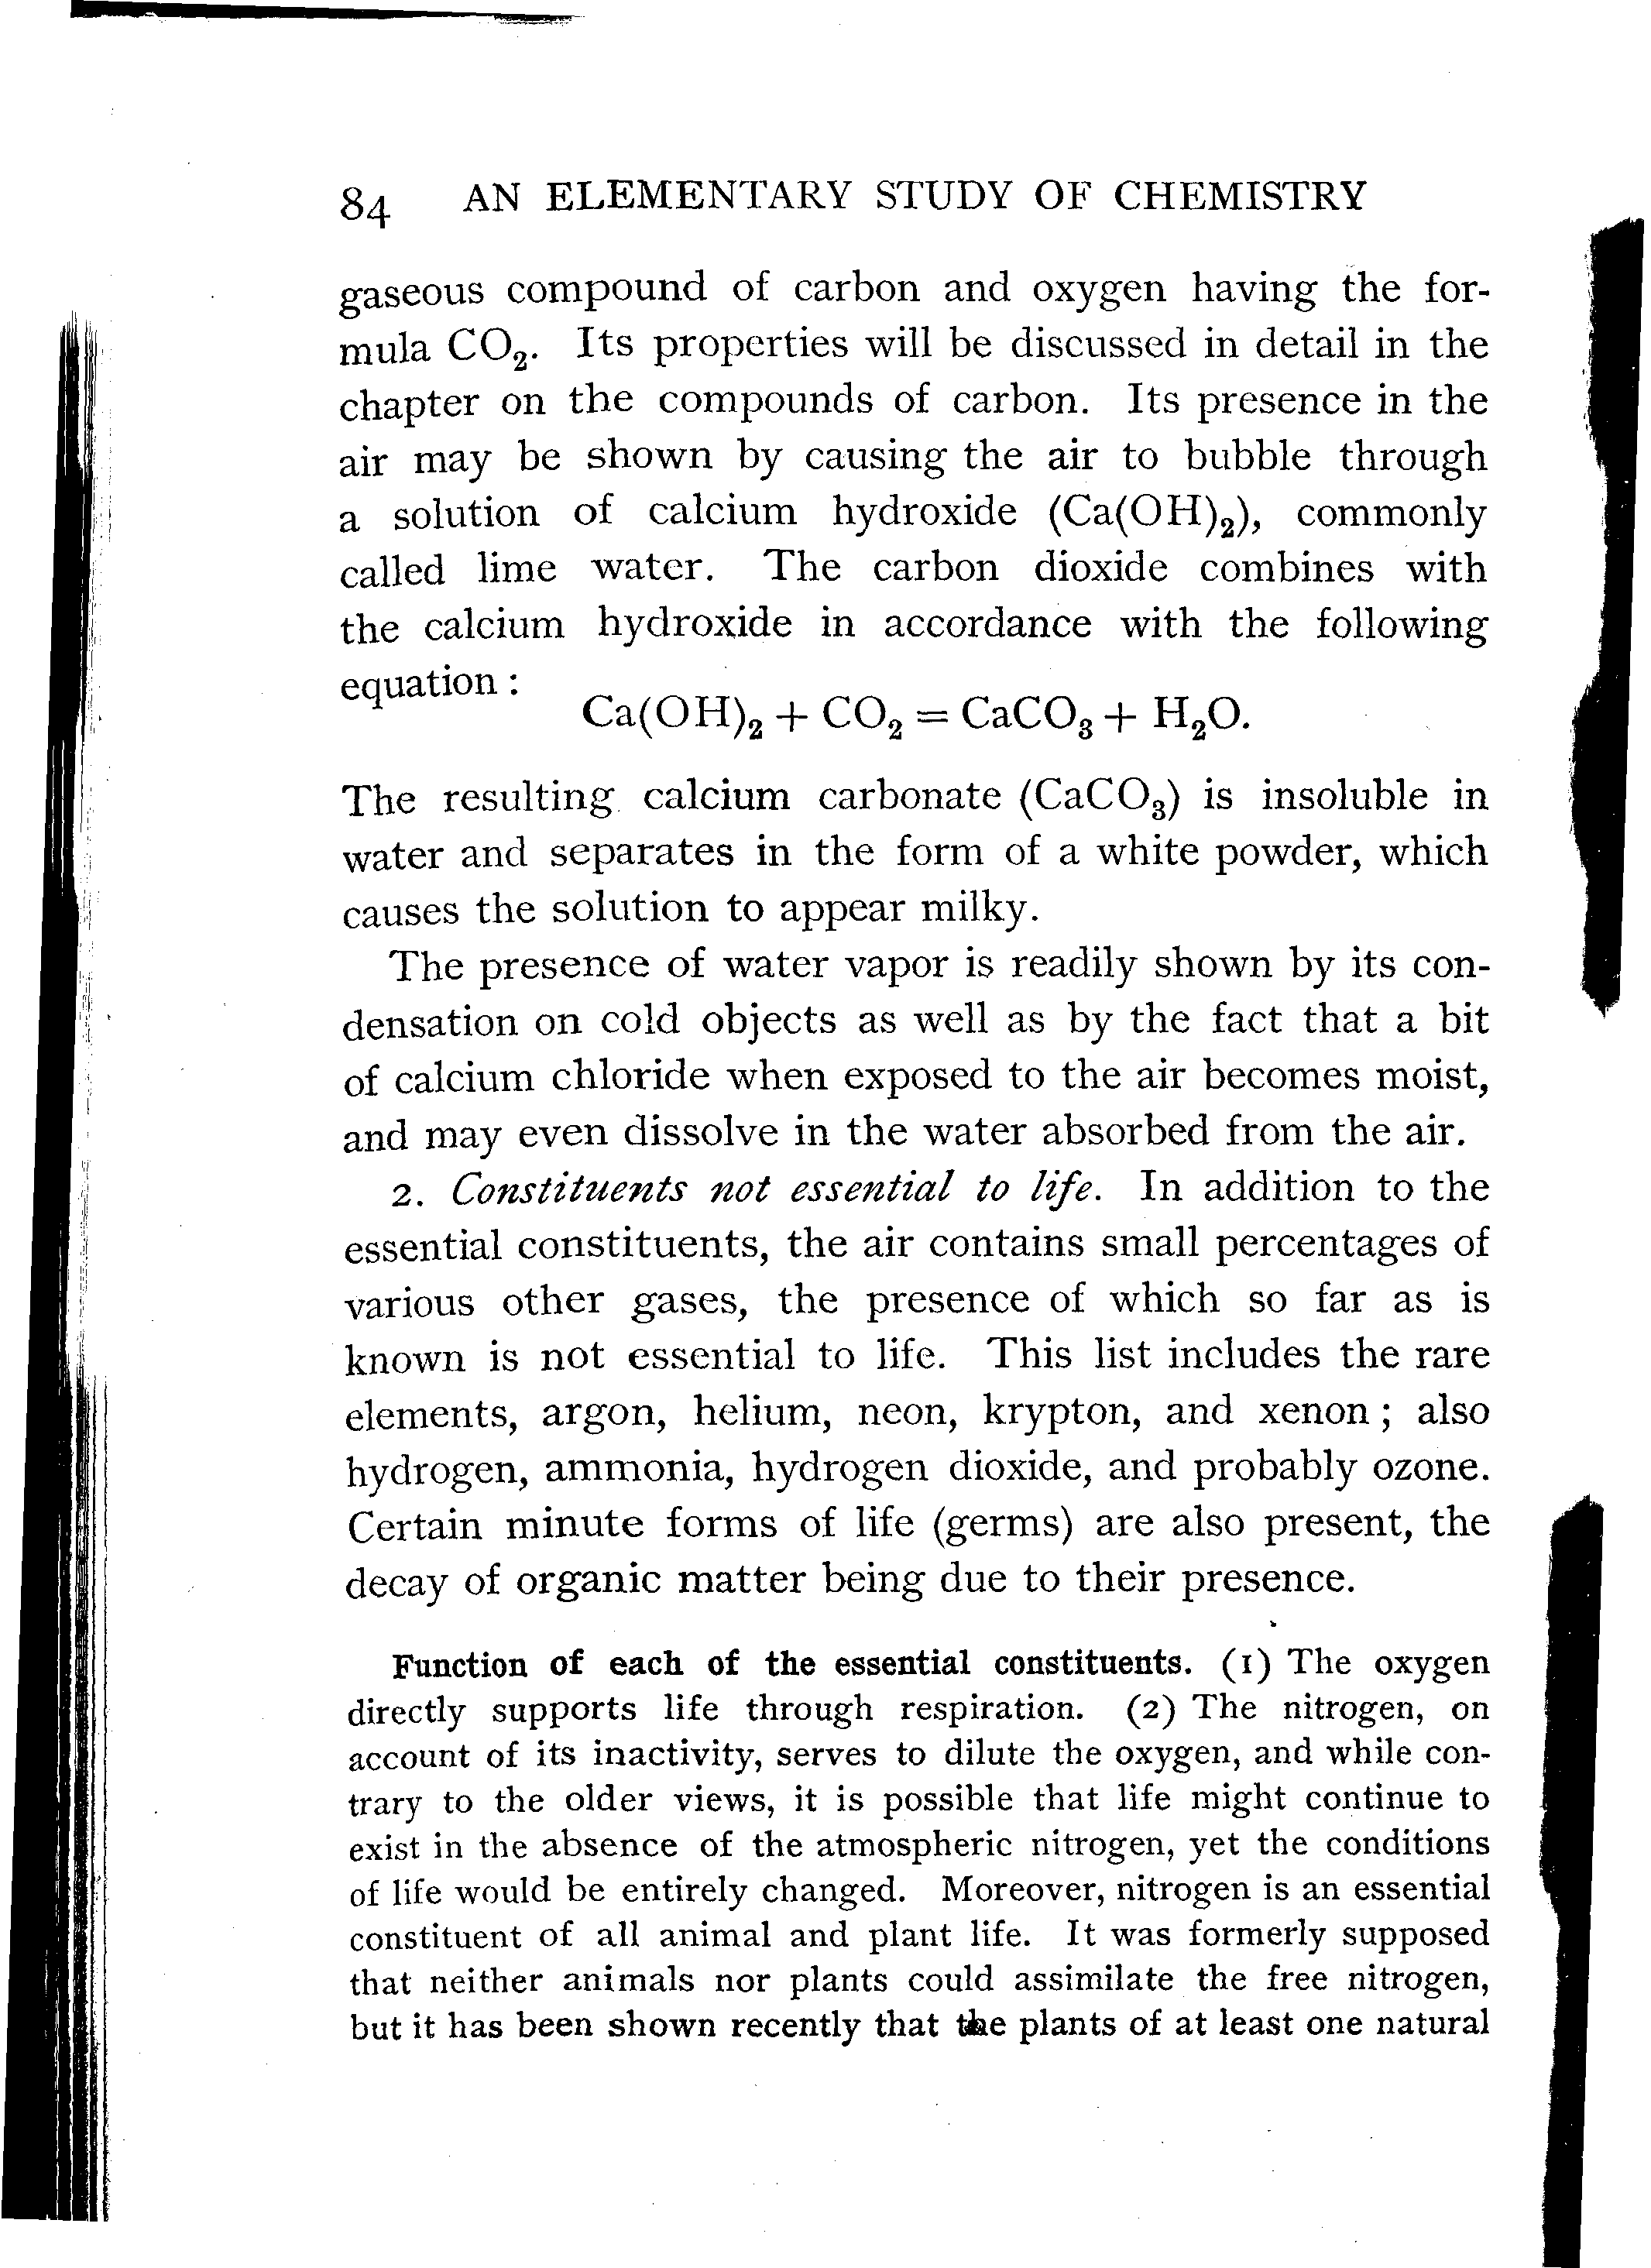 84 AN ELEMENTARY STUDY OF CHEMISTRY
gaseous compound of carbon and oxygen having the for-
mula CO₂. Its properties will be discussed in detail in the
chapter on the compounds of carbon. Its presence in the
air may be shown by causing the air to bubble through
a solution of calcium hydroxide (Ca(OH)₂), commonly
called lime water. The carbon dioxide combines with
the calcium hydroxide in accordance with the following
equation :
Ca(OH)₂ + CO₂ = CaCO₃ + H₂O.
The resulting calcium carbonate (CaCO₃) is insoluble in
water and separates in the form of a white powder, which
causes the solution to appear milky.
The presence of water vapor is readily shown by its con-
densation on cold objects as well as by the fact that a bit
of calcium chloride when exposed to the air becomes moist,
and may even dissolve in the water absorbed from the air.
2. Constituents not essential to life. In addition to the
essential constituents, the air contains small percentages of
various other gases, the presence of which so far as is
known is not essential to life. This list includes the rare
elements, argon, helium, neon, krypton, and xenon ; also
hydrogen, ammonia, hydrogen dioxide, and probably ozone.
Certain minute forms of life (germs) are also present, the
decay of organic matter being due to their presence.
Function of each of the essential constituents. (1) The oxygen
directly supports life through respiration. (2) The nitrogen, on
account of its inactivity, serves to dilute the oxygen, and while con-
trary to the older views, it is possible that life might continue to
exist in the absence of the atmospheric nitrogen, yet the conditions
of life would be entirely changed. Moreover, nitrogen is an essential
constituent of all animal and plant life. It was formerly supposed
that neither animals nor plants could assimilate the free nitrogen,
but it has been shown recently that the plants of at least one natural